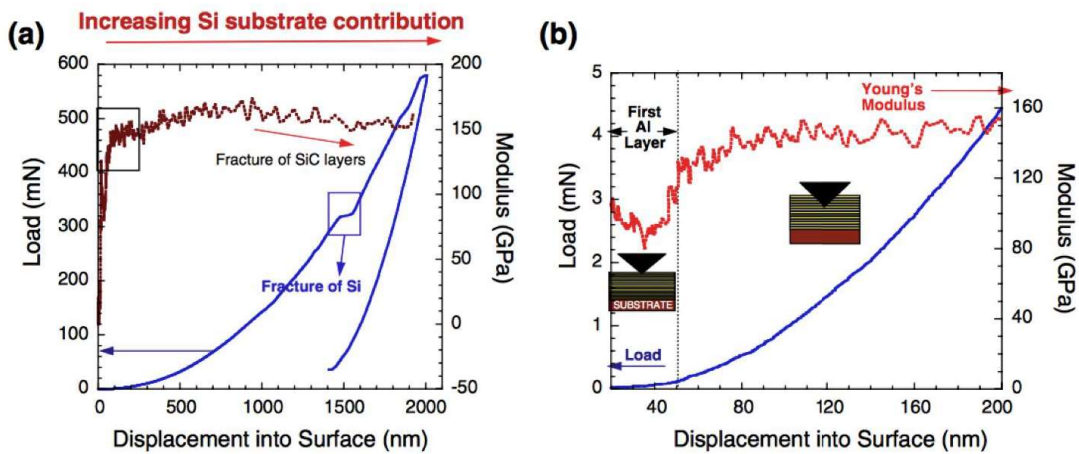 Increasing Si substrate contribution
(a)
600
500
400
300
200
100
0
Load (mN)
200
150
100
50
0
-50
Modulus (GPa)
Fracture of SiC layers
Fracture of Si
0
500
1000
1500
2000
Displacement into Surface (nm)
(b)
5
4
3
2
1
0
Load (mN)
First
Al
Layer
Young's
Modulus
SUBSTRATE
Load
160
120
80
40
0
Modulus (GPa)
40
80
120
160
200
Displacement into Surface (nm)